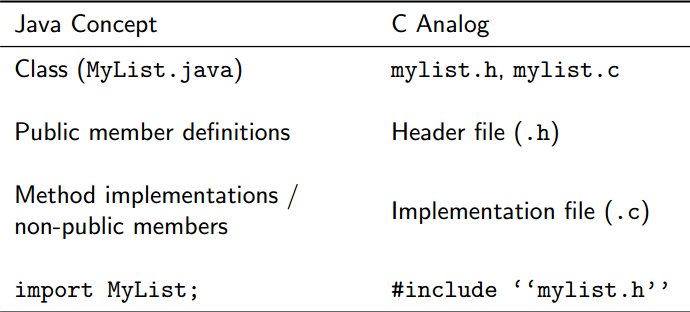 Java Concept C Analog
Class (MyList.java) mylist.h, mylist.c
Public member definitions Header file (.h)
Method implementations /
non-public members Implementation file (.c)
import MyList; #include ‘‘mylist.h’’